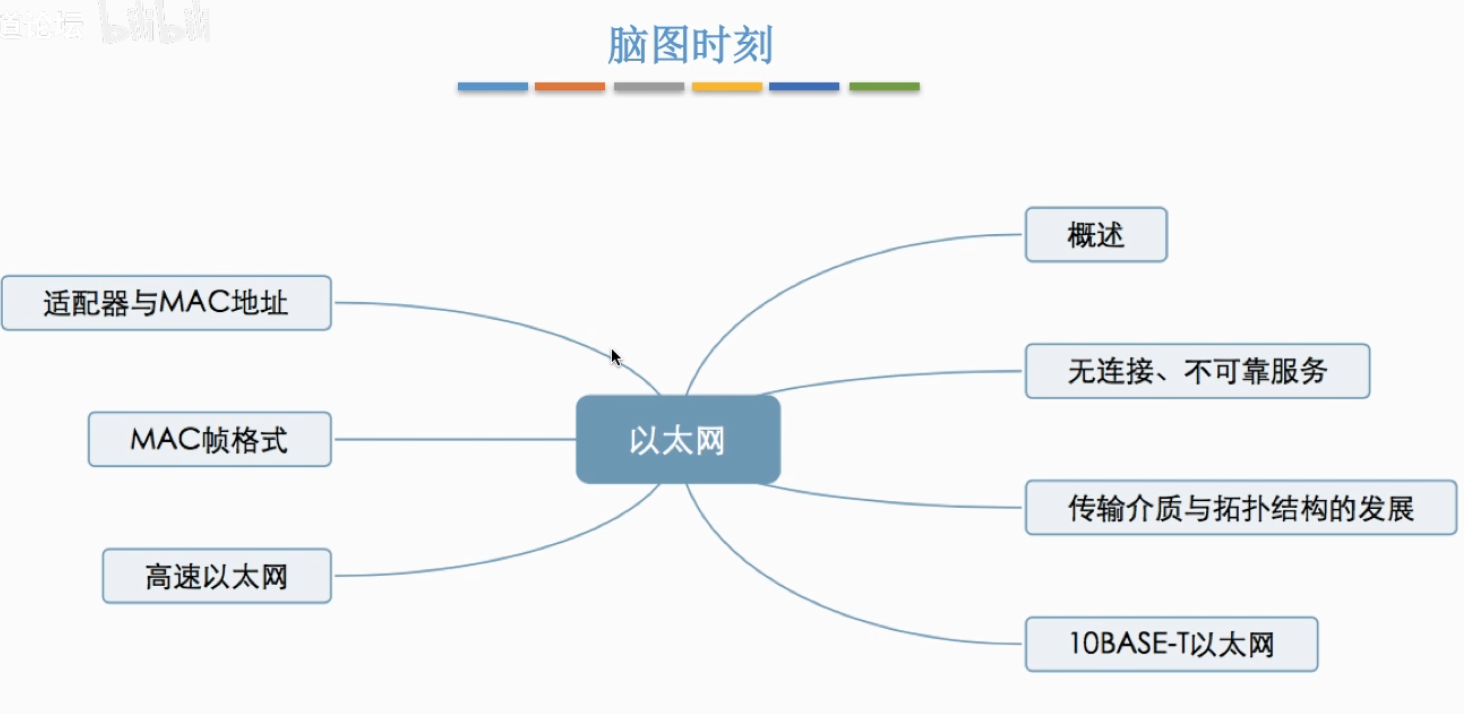 道论坛 bilibili
脑图时刻
概述
适配器与MAC地址
无连接、不可靠服务
MAC帧格式
以太网
传输介质与拓扑结构的发展
高速以太网
10BASE-T以太网